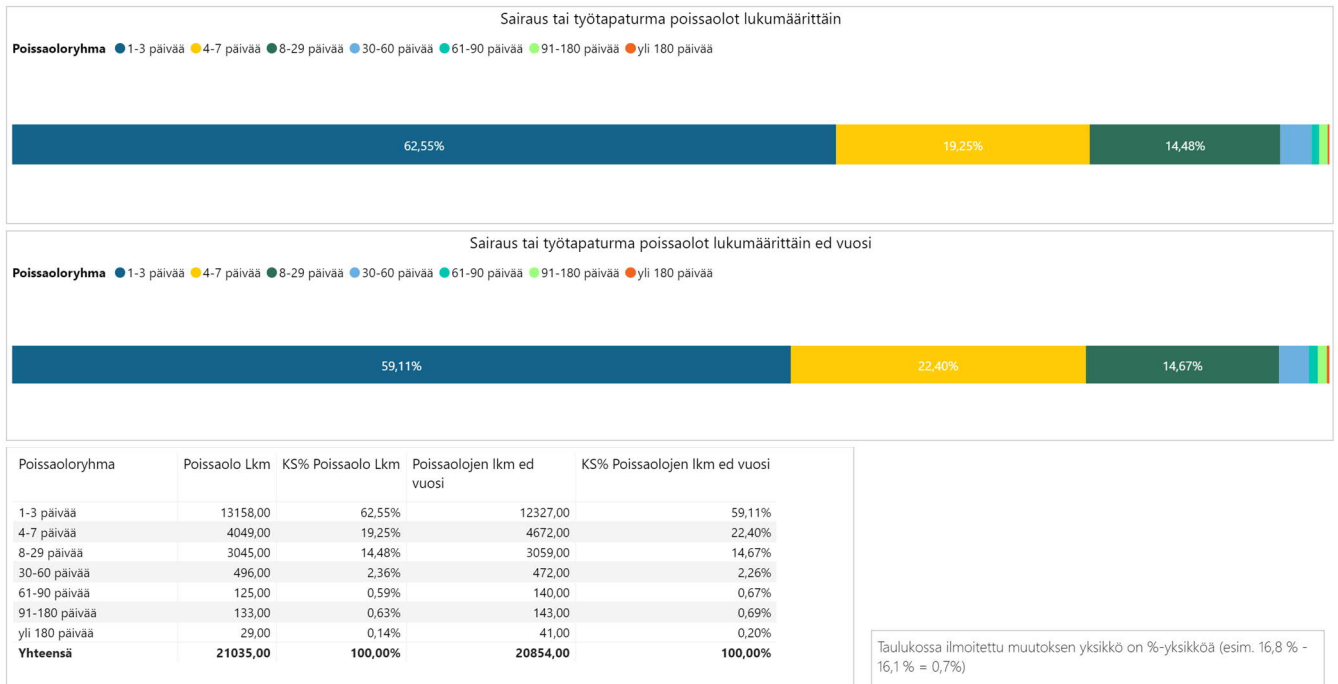 Sairaus tai työtapaturma poissaolot lukumäärittäin
Poissaoloryhma 1-3 päivää 4-7 päivää 8-29 päivää 30-60 päivää 61-90 päivää 91-180 päivää yli 180 päivää
62,55% 19,25% 14,48%
Sairaus tai työtapaturma poissaolot lukumäärittäin ed vuosi
Poissaoloryhma 1-3 päivää 4-7 päivää 8-29 päivää 30-60 päivää 61-90 päivää 91-180 päivää yli 180 päivää
59,11% 22,40% 14,67%
Poissaoloryhma Poissaolo Lkm KS% Poissaolo Lkm Poissaolojen lkm ed KS% Poissaolojen lkm ed vuosi
vuosi
1-3 päivää 13158,00 62,55% 12327,00 59,11%
4-7 päivää 4049,00 19,25% 4672,00 22,40%
8-29 päivää 3045,00 14,48% 3059,00 14,67%
30-60 päivää 496,00 2,36% 472,00 2,26%
61-90 päivää 125,00 0,59% 140,00 0,67%
91-180 päivää 133,00 0,63% 143,00 0,69%
yli 180 päivää 29,00 0,14% 41,00 0,20%
Yhteensä 21035,00 100,00% 20854,00 100,00%
Taulukossa ilmoitettu muutoksen yksikkö on %-yksikköä (esim. 16,8 % -
16,1 % = 0,7%)